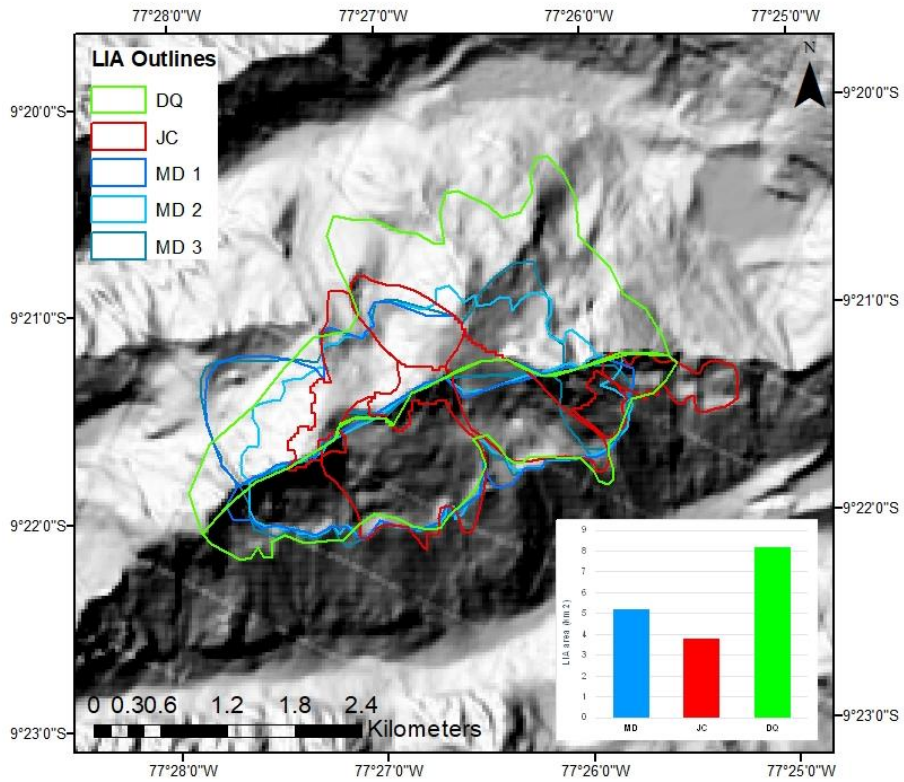 77°28'0"W 77°27'0"W 77°26'0"W 77°25'0"W
LIA Outlines
DQ
JC
MD 1
MD 2
MD 3
N
9°20'0"S
9°21'0"S
9°22'0"S
9°23'0"S
9°20'0"S
9°21'0"S
9°22'0"S
9°23'0"S
0 0.30.6 1.2 1.8 2.4
Kilometers
LIA area (km2)
9
8
7
6
5
4
3
2
1
0
MD JC DQ
77°28'0"W 77°27'0"W 77°26'0"W 77°25'0"W